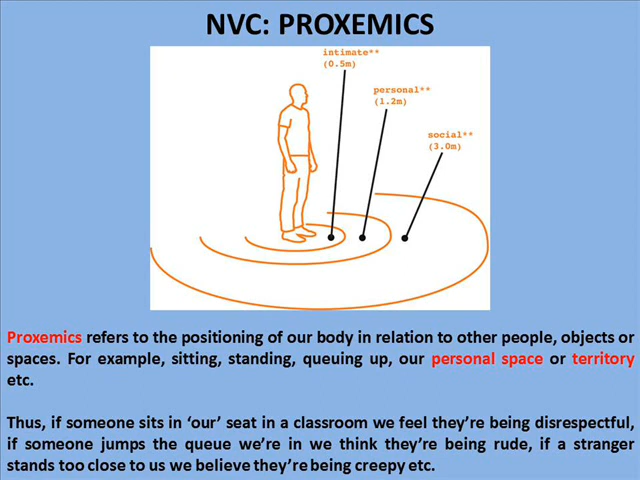 NVC: PROXEMICS
intimate**
(0.5m)
personal**
(1.2m)
social**
(3.0m)
Proxemics refers to the positioning of our body in relation to other people, objects or
spaces. For example, sitting, standing, queuing up, our personal space or territory
etc.
Thus, if someone sits in ‘our’ seat in a classroom we feel they’re being disrespectful,
if someone jumps the queue we’re in we think they’re being rude, if a stranger
stands too close to us we believe they’re being creepy etc.